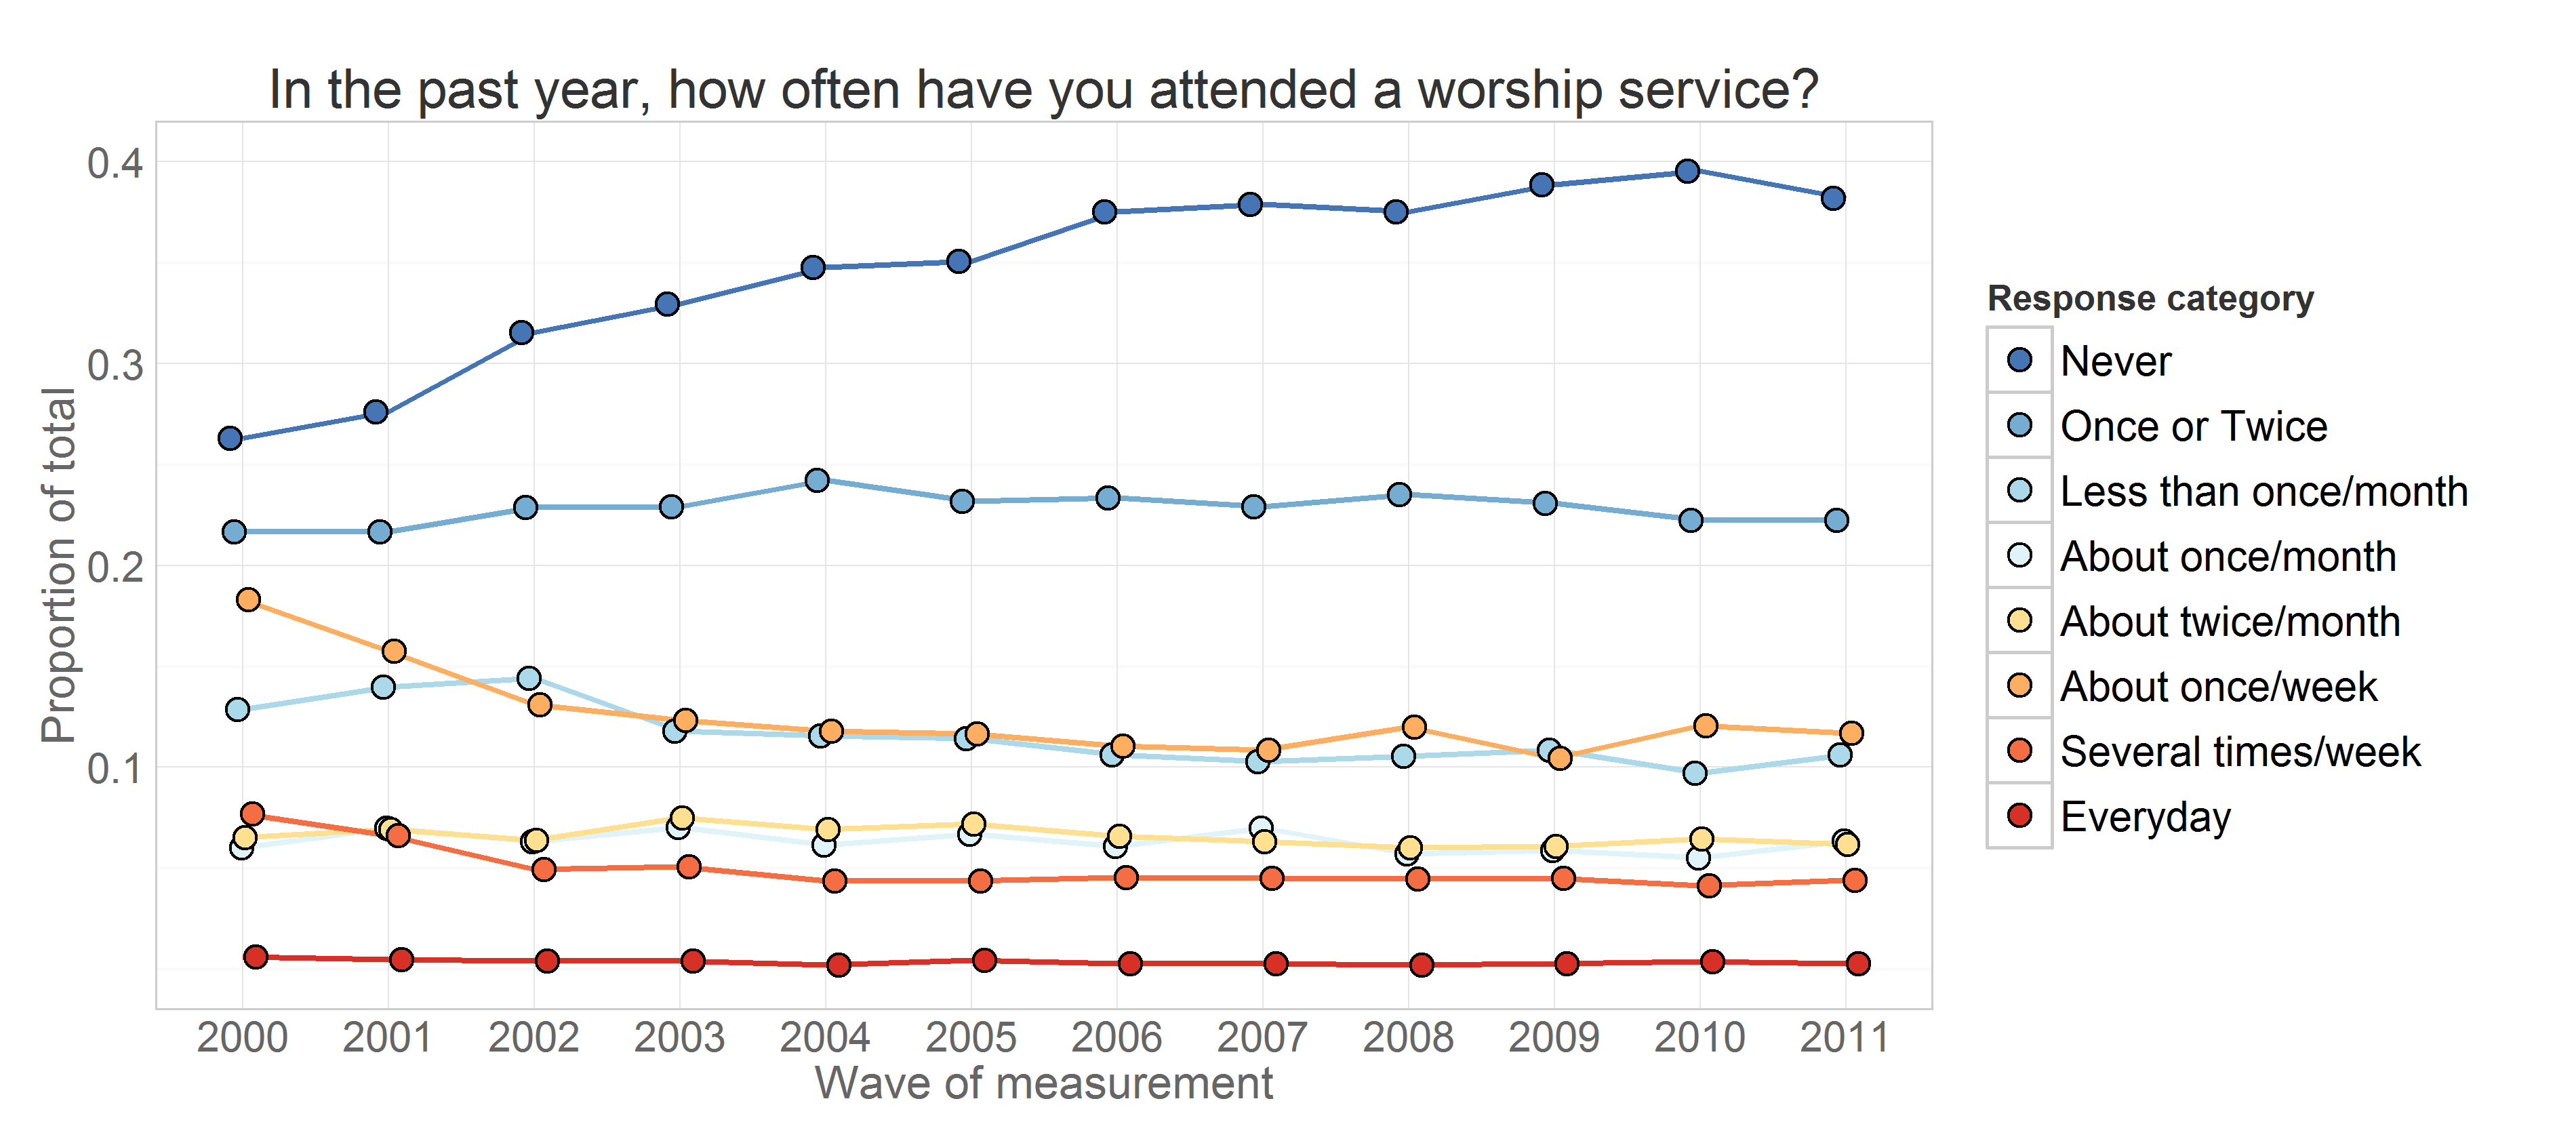 In the past year, how often have you attended a worship service?
Proportion of total
0.4
0.3
0.2
0.1
2000 2001 2002 2003 2004 2005 2006 2007 2008 2009 2010 2011
Wave of measurement
Response category
Never
Once or Twice
Less than once/month
About once/month
About twice/month
About once/week
Several times/week
Everyday